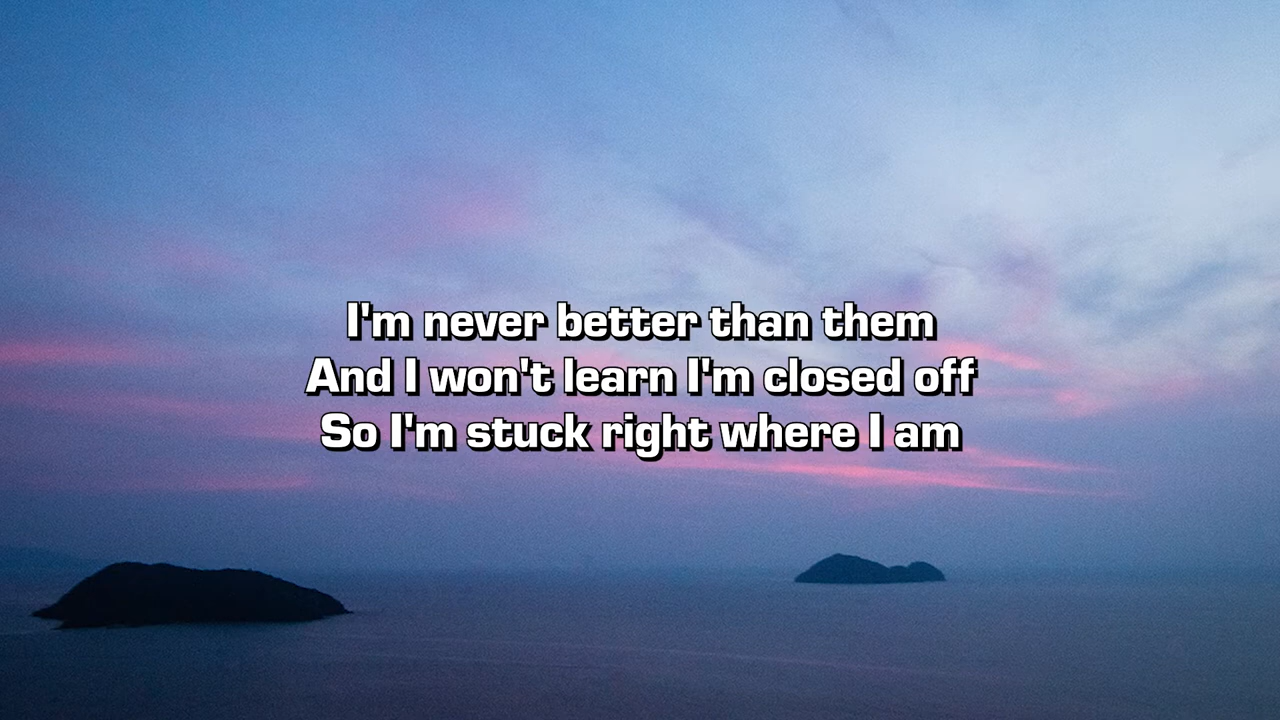 I'm never better than them
And I won't learn I'm closed off
So I'm stuck right where I am